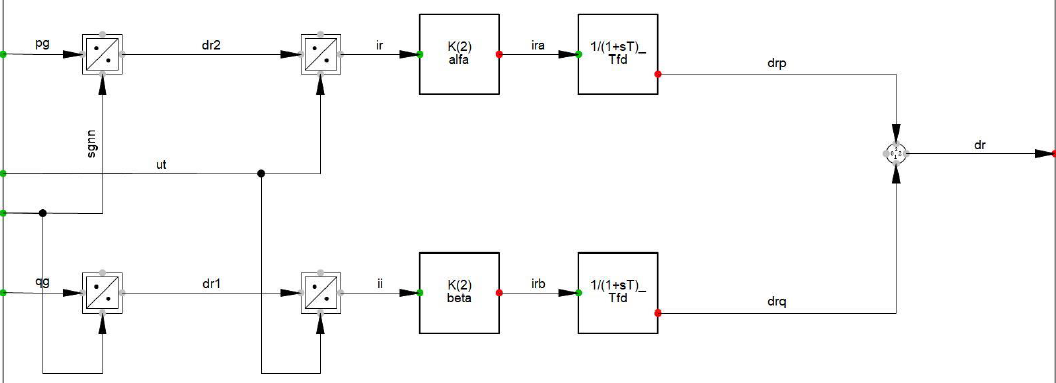 pg
dr2
ir
K(2)
alfa
ira
1/(1+sT)_
Tfd
drp
sgnn
ut
dr
qg
dr1
ii
K(2)
beta
irb
1/(1+sT)_
Tfd
drq